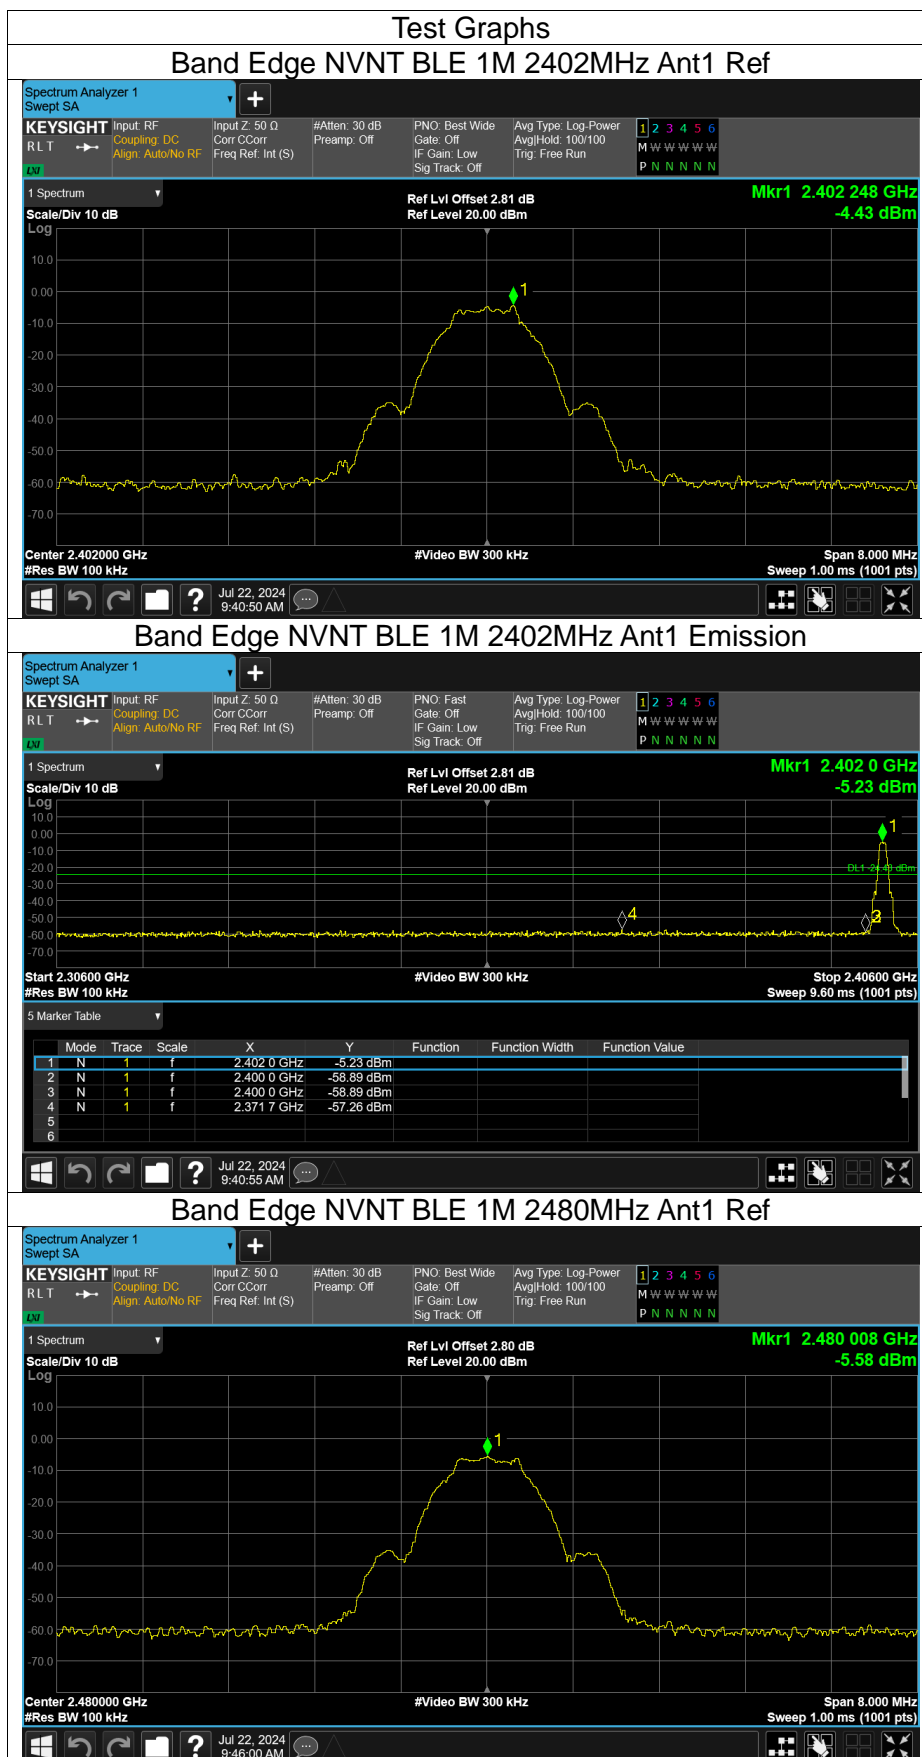 Test Graphs
Band Edge NVNT BLE 1M 2402MHz Ant1 Ref
Spectrum Analyzer 1
Swept SA
KEYSIGHT Input: RF Input Z: 50 Ω #Atten: 30 dB PNO: Best Wide Avg Type: Log-Power 1 2 3 4 5 6
RLT Coupling: DC Corr CCorr Preamp: Off Gate: Off Avg|Hold: 100/100 M W W W W W
Align: Auto/No RF Freq Ref: Int (S) IF Gain: Low Trig: Free Run
LXI Sig Track: Off P N N N N N
1 Spectrum Ref Lvl Offset 2.81 dB Mkr1 2.402 248 GHz
Scale/Div 10 dB Ref Level 20.00 dBm -4.43 dBm
Log
10.0
0.00
1
-10.0
-20.0
-30.0
-40.0
-50.0
-60.0
-70.0
Center 2.402000 GHz #Video BW 300 kHz Span 8.000 MHz
#Res BW 100 kHz Sweep 1.00 ms (1001 pts)
? Jul 22, 2024
9:40:50 AM
Band Edge NVNT BLE 1M 2402MHz Ant1 Emission
Spectrum Analyzer 1
Swept SA
KEYSIGHT Input: RF Input Z: 50 Ω #Atten: 30 dB PNO: Fast Avg Type: Log-Power 1 2 3 4 5 6
RLT Coupling: DC Corr CCorr Preamp: Off Gate: Off Avg|Hold: 100/100 M W W W W W
Align: Auto/No RF Freq Ref: Int (S) IF Gain: Low Trig: Free Run
LXI Sig Track: Off P N N N N N
1 Spectrum Ref Lvl Offset 2.81 dB Mkr1 2.402 0 GHz
Scale/Div 10 dB Ref Level 20.00 dBm -5.23 dBm
Log
10.0
0.00 1
-10.0
-20.0 DL1 -24.43 dBm
-30.0
-40.0
-50.0 4 3
-60.0
-70.0
Start 2.30600 GHz #Video BW 300 kHz Stop 2.40600 GHz
#Res BW 100 kHz Sweep 9.60 ms (1001 pts)
5 Marker Table
Mode Trace Scale X Y Function Function Width Function Value
1 N 1 f 2.402 0 GHz -5.23 dBm
2 N 1 f 2.400 0 GHz -58.89 dBm
3 N 1 f 2.400 0 GHz -58.89 dBm
4 N 1 f 2.371 7 GHz -57.26 dBm
5
6
? Jul 22, 2024
9:40:55 AM
Band Edge NVNT BLE 1M 2480MHz Ant1 Ref
Spectrum Analyzer 1
Swept SA
KEYSIGHT Input: RF Input Z: 50 Ω #Atten: 30 dB PNO: Best Wide Avg Type: Log-Power 1 2 3 4 5 6
RLT Coupling: DC Corr CCorr Preamp: Off Gate: Off Avg|Hold: 100/100 M W W W W W
Align: Auto/No RF Freq Ref: Int (S) IF Gain: Low Trig: Free Run
LXI Sig Track: Off P N N N N N
1 Spectrum Ref Lvl Offset 2.80 dB Mkr1 2.480 008 GHz
Scale/Div 10 dB Ref Level 20.00 dBm -5.58 dBm
Log
10.0
0.00
1
-10.0
-20.0
-30.0
-40.0
-50.0
-60.0
-70.0
Center 2.480000 GHz #Video BW 300 kHz Span 8.000 MHz
#Res BW 100 kHz Sweep 1.00 ms (1001 pts)
? Jul 22, 2024
9:46:00 AM